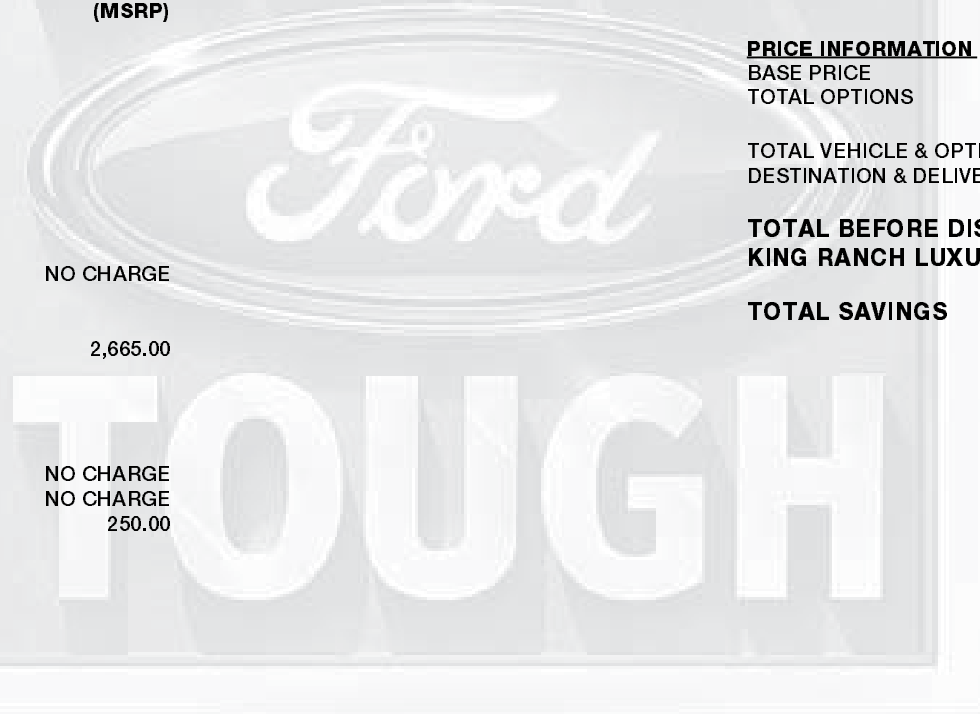 (MSRP)
NO CHARGE
2,665.00
NO CHARGE
NO CHARGE
250.00
Ford
TOUGH
PRICE INFORMATION
BASE PRICE
TOTAL OPTIONS
TOTAL VEHICLE & OPTI
DESTINATION & DELIVE
TOTAL BEFORE DIS
KING RANCH LUXU
TOTAL SAVINGS